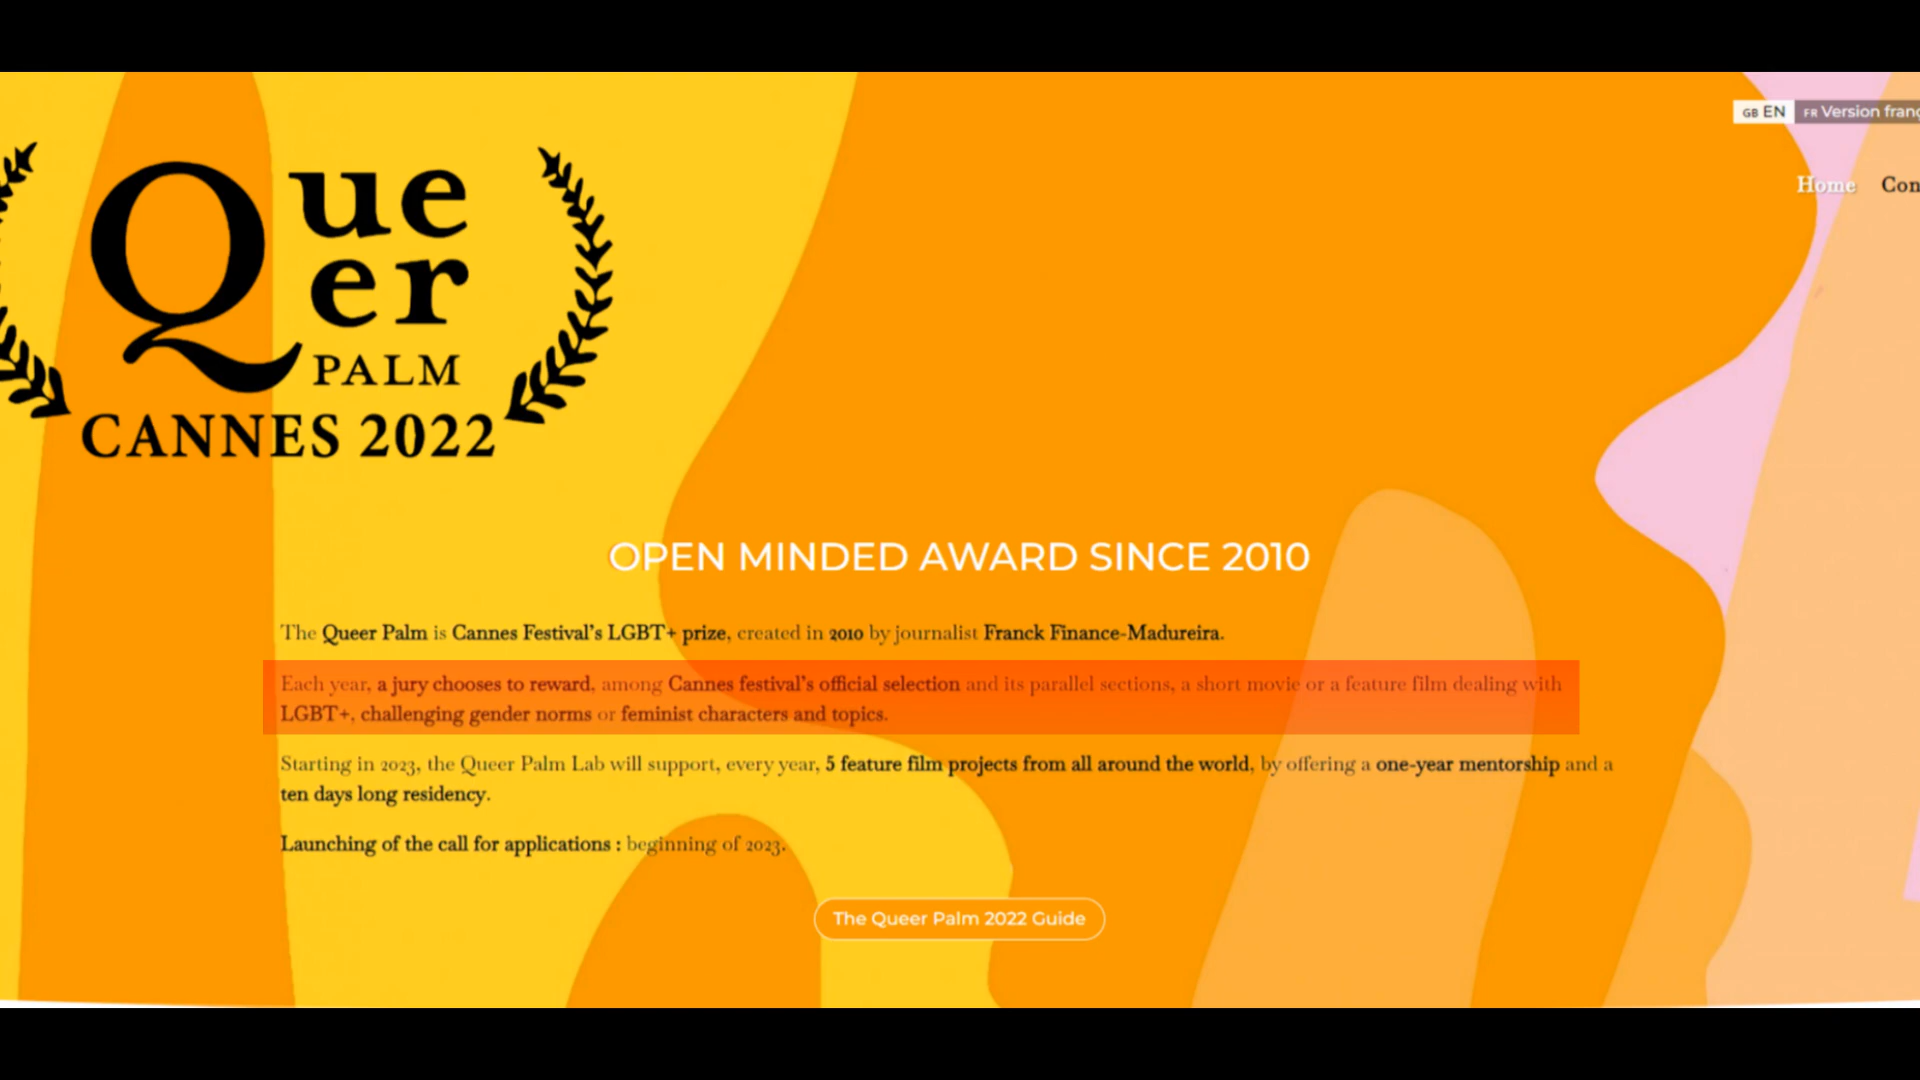 GB EN FR Version franç
Home Con
Queer
PALM
CANNES 2022
OPEN MINDED AWARD SINCE 2010
The Queer Palm is Cannes Festival's LGBT+ prize, created in 2010 by journalist Franck Finance-Madureira.
Each year, a jury chooses to reward, among Cannes festival's official selection and its parallel sections, a short movie or a feature film dealing with
LGBT+, challenging gender norms or feminist characters and topics.
Starting in 2023, the Queer Palm Lab will support, every year, 5 feature film projects from all around the world, by offering a one-year mentorship and a
ten days long residency.
Launching of the call for applications : beginning of 2023.
The Queer Palm 2022 Guide